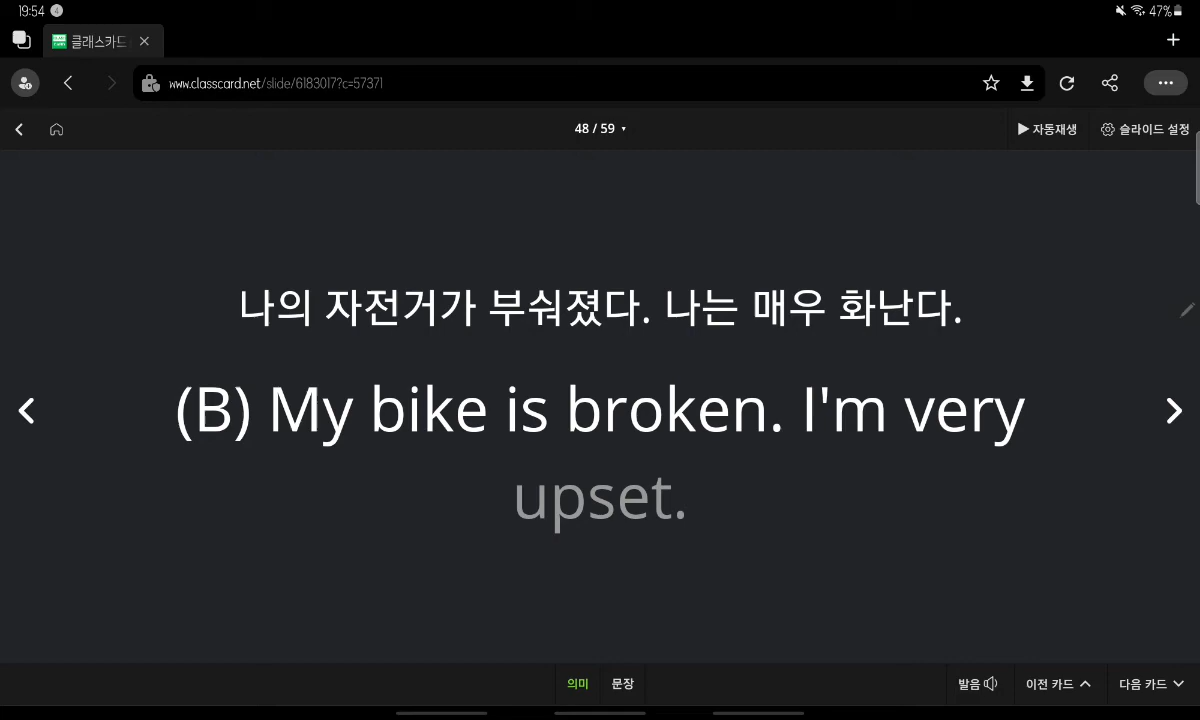 19:54 4 47%
클래스카드
www.classcard.net/slide/6183017?c=57371
48 / 59 자동재생 슬라이드 설정
나의 자전거가 부숴졌다. 나는 매우 화난다.
(B) My bike is broken. I'm very
upset.
의미 문장 발음 이전 카드 다음 카드